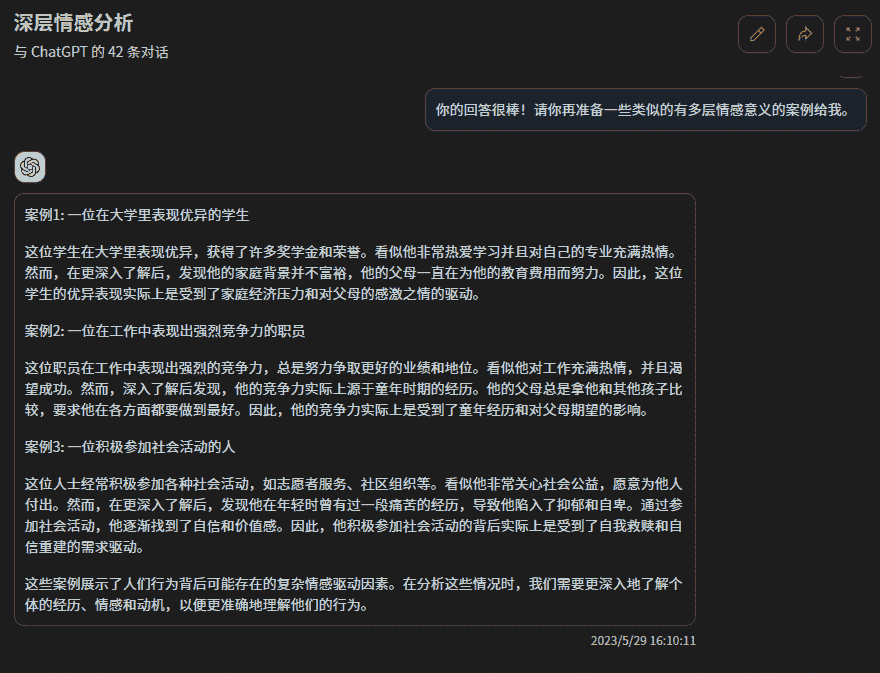 深层情感分析
与 ChatGPT 的 42 条对话
你的回答很棒！请你再准备一些类似的有多层情感意义的案例给我。
案例1: 一位在大学里表现优异的学生
这位学生在大学里表现优异，获得了许多奖学金和荣誉。看似他非常热爱学习并且对自己的专业充满热情。
然而，在更深入了解后，发现他的家庭背景并不富裕，他的父母一直在为他的教育费用而努力。因此，这位
学生的优异表现实际上是受到了家庭经济压力和对父母的感激之情的驱动。
案例2: 一位在工作中表现出强烈竞争力的职员
这位职员在工作中表现出强烈的竞争力，总是努力争取更好的业绩和地位。看似他对工作充满热情，并且渴
望成功。然而，深入了解后发现，他的竞争力实际上源于童年时期的经历。他的父母总是拿他和其他孩子比
较，要求他在各方面都要做到最好。因此，他的竞争力实际上是受到了童年经历和对父母期望的影响。
案例3: 一位积极参加社会活动的人
这位人士经常积极参加各种社会活动，如志愿者服务、社区组织等。看似他非常关心社会公益，愿意为他人
付出。然而，在更深入了解后，发现他在年轻时曾有过一段痛苦的经历，导致他陷入了抑郁和自卑。通过参
加社会活动，他逐渐找到了自信和价值感。因此，他积极参加社会活动的背后实际上是受到了自我救赎和自
信重建的需求驱动。
这些案例展示了人们行为背后可能存在的复杂情感驱动因素。在分析这些情况时，我们需要更深入地了解个
体的经历、情感和动机，以便更准确地理解他们的行为。
2023/5/29 16:10:11